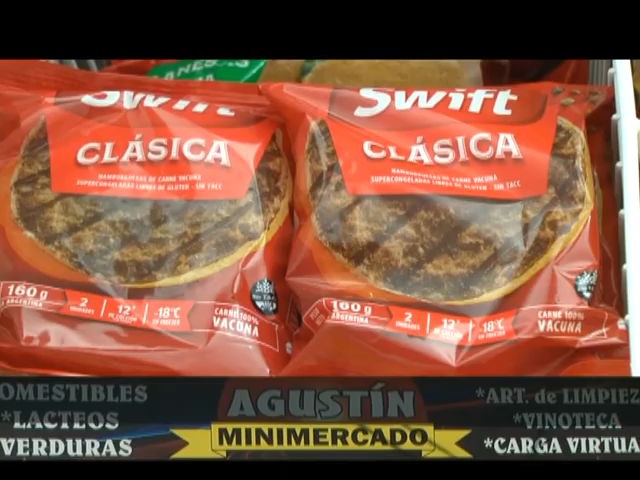 Swift
CLÁSICA
HAMBURGUESAS DE CARNE VACUNA
SUPERCONGELADAS LIBRES DE GLUTEN - SIN TACC
160 g
ARGENTINA
2
UNIDADES
12'
DE COCCIÓN
-18°C
EN FREEZER
CARNE 100%
VACUNA
Swift
CLÁSICA
HAMBURGUESAS DE CARNE VACUNA
SUPERCONGELADAS LIBRES DE GLUTEN - SIN TACC
160 g
ARGENTINA
2
UNIDADES
12'
DE COCCIÓN
-18°C
EN FREEZER
CARNE 100%
VACUNA
OMESTIBLES
*LACTEOS
VERDURAS
AGUSTÍN
MINIMERCADO
*ART. de LIMPIEZ
*VINOTECA
*CARGA VIRTUA